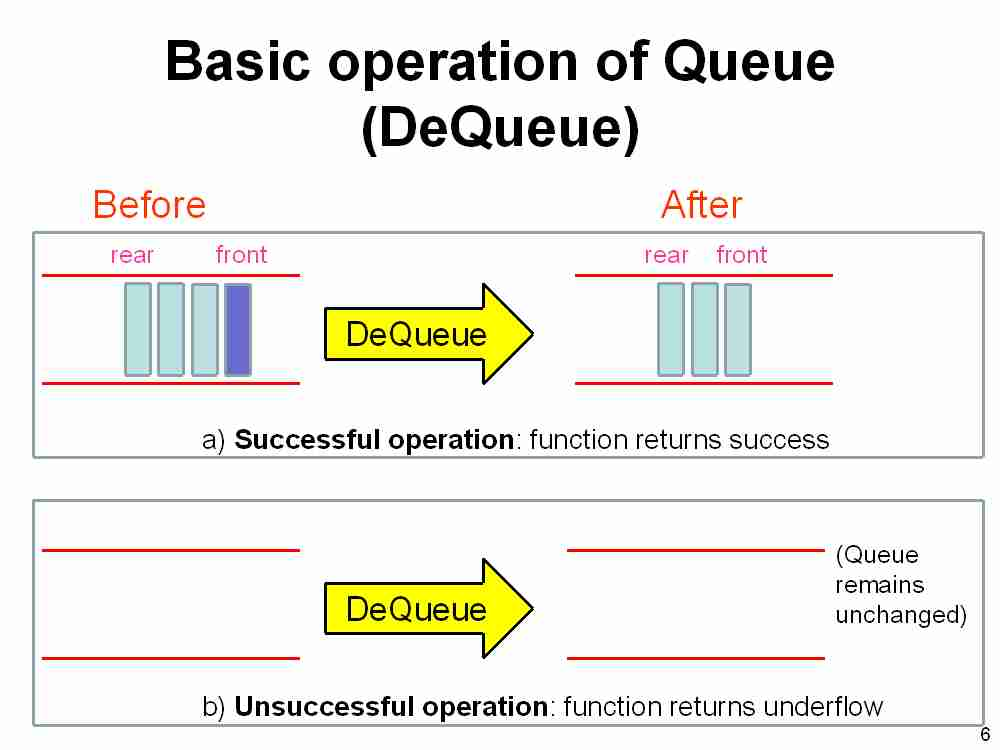 Basic operation of Queue
(DeQueue)
Before
After
rear front
rear front
DeQueue
a) Successful operation: function returns success
(Queue
remains
unchanged)
DeQueue
b) Unsuccessful operation: function returns underflow
6